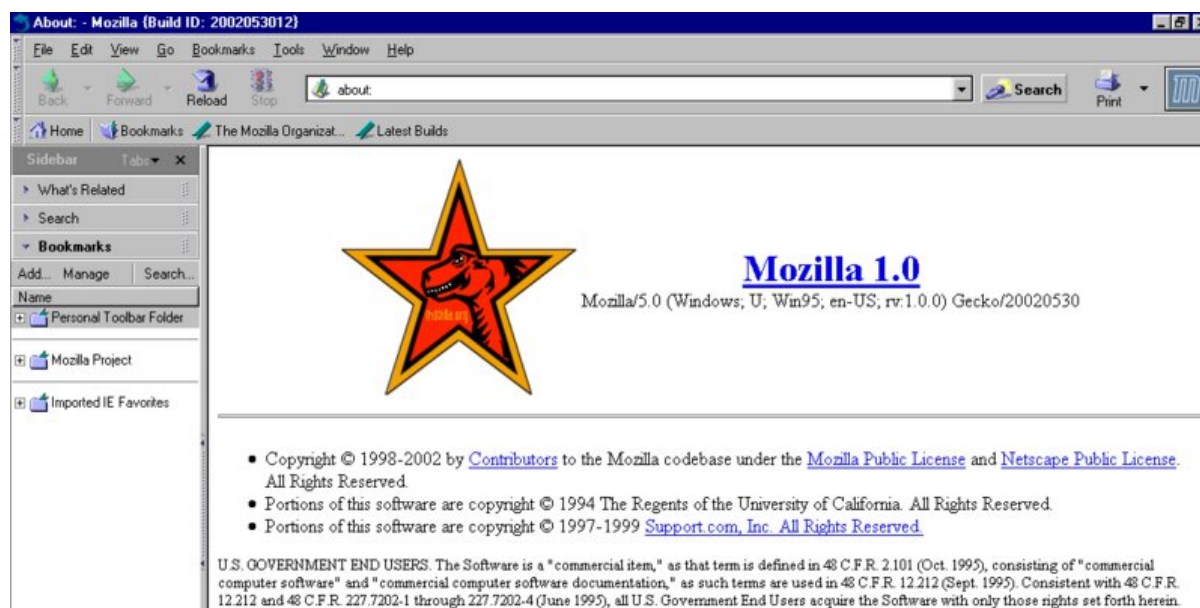 About: - Mozilla {Build ID: 2002053012}
File Edit View Go Bookmarks Tools Window Help
Back Forward Reload Stop about: Search Print
Home Bookmarks The Mozilla Organizat... Latest Builds
Sidebar Tabs
What's Related
Search
Bookmarks
Add... Manage Search...
Name
Personal Toolbar Folder
Mozilla Project
Imported IE Favorites
mozilla.org
Mozilla 1.0
Mozilla/5.0 (Windows; U; Win95; en-US; rv:1.0.0) Gecko/20020530
Copyright © 1998-2002 by Contributors to the Mozilla codebase under the Mozilla Public License and Netscape Public License.
All Rights Reserved.
Portions of this software are copyright © 1994 The Regents of the University of California. All Rights Reserved.
Portions of this software are copyright © 1997-1999 Support.com, Inc. All Rights Reserved.
U.S. GOVERNMENT END USERS. The Software is a "commercial item," as that term is defined in 48 C.F.R. 2.101 (Oct. 1995), consisting of "commercial
computer software" and "commercial computer software documentation," as such terms are used in 48 C.F.R. 12.212 (Sept. 1995). Consistent with 48 C.F.R.
12.212 and 48 C.F.R. 227.7202-1 through 227.7202-4 (June 1995), all U.S. Government End Users acquire the Software with only those rights set forth herein.